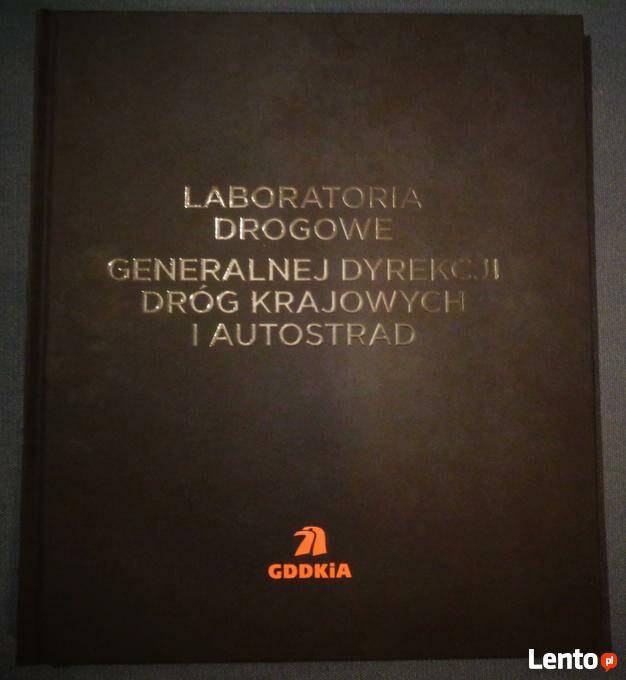 LABORATORIA
DROGOWE
GENERALNEJ DYREKCJI
DRÓG KRAJOWYCH
I AUTOSTRAD
GDDKiA
Lento pl